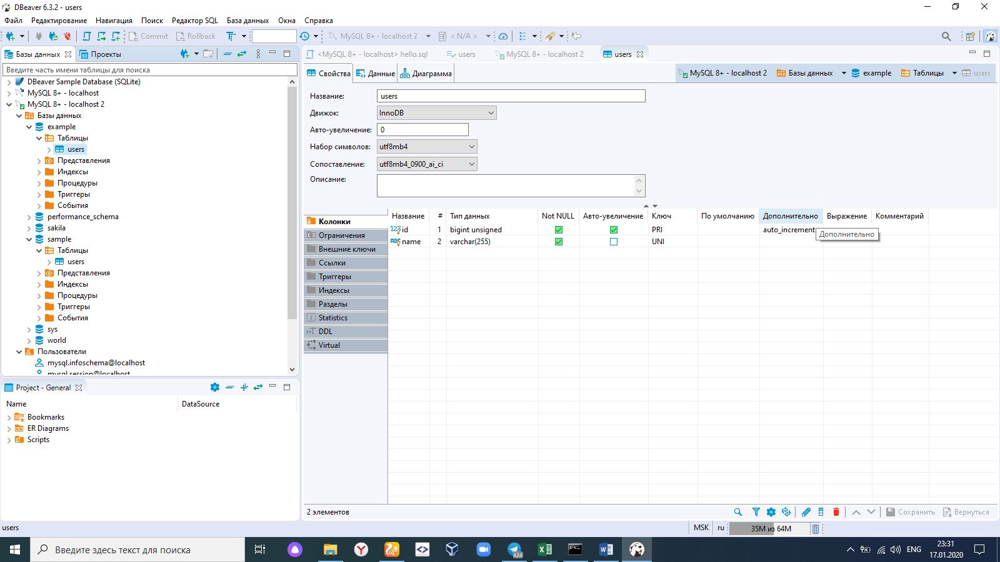 DBeaver 6.3.2 - users
Файл Редактирование Навигация Поиск Редактор SQL База данных Окна Справка
Commit Rollback MySQL 8+ - localhost 2 < N/A >
Базы данных Проекты
Введите часть имени таблицы для поиска
DBeaver Sample Database (SQLite)
MySQL 8+ - localhost
MySQL 8+ - localhost 2
Базы данных
example
Таблицы
users
Представления
Индексы
Процедуры
Триггеры
События
performance_schema
sakila
sample
Таблицы
users
Представления
Индексы
Процедуры
Триггеры
События
sys
world
Пользователи
mysql.infoschema@localhost
mysql.session@localhost
Project - General
Name DataSource
Bookmarks
ER Diagrams
Scripts
<MySQL 8+ - localhost> hello.sql users MySQL 8+ - localhost 2 users
Свойства Данные Диаграмма MySQL 8+ - localhost 2 Базы данных example Таблицы users
Название: users
Движок: InnoDB
Авто-увеличение: 0
Набор символов: utf8mb4
Сопоставление: utf8mb4_0900_ai_ci
Описание:
Колонки
Ограничения
Внешние ключи
Ссылки
Триггеры
Индексы
Разделы
Statistics
DDL
Virtual
Название # Тип данных Not NULL Авто-увеличение Ключ По умолчанию Дополнительно Выражение Комментарий
123 id 1 bigint unsigned PRI auto_increment
ABC name 2 varchar(255) UNI
Дополнительно
2 элементов Сохранить Вернуться
users MSK ru 35M из 64M
Введите здесь текст для поиска
424
ENG
23:31
17.01.2020